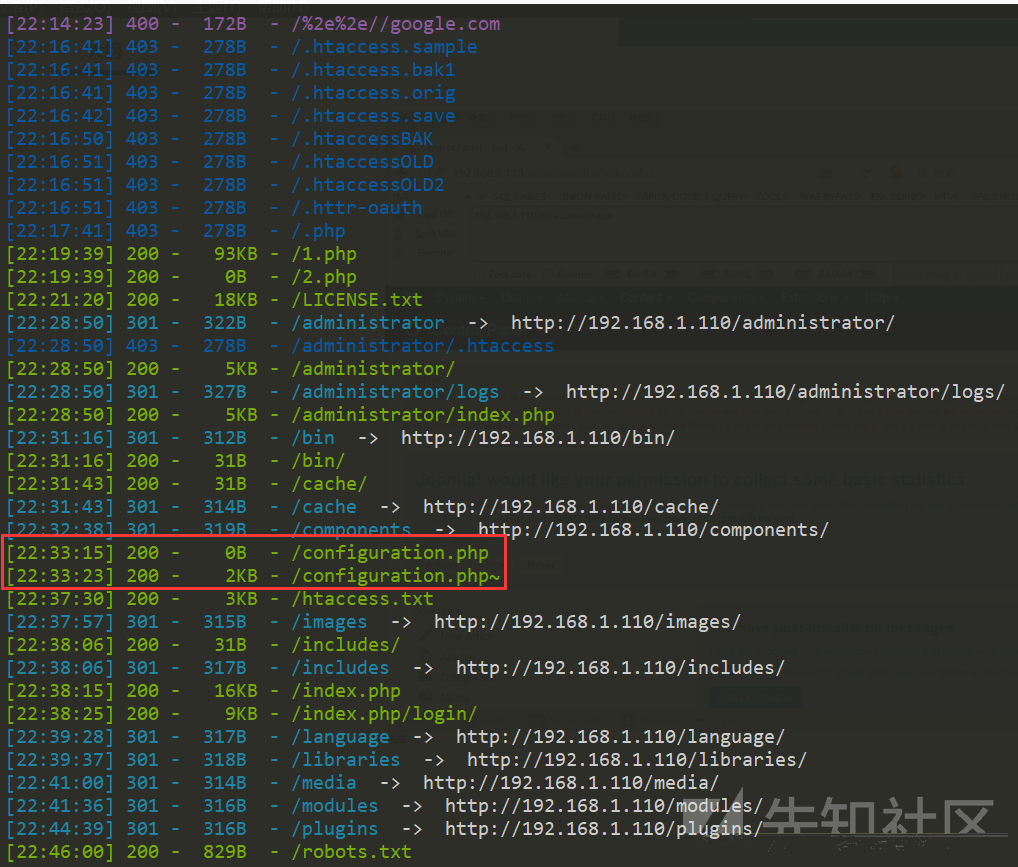 [22:14:23] 400 - 172B - /%2e%2e//google.com
[22:16:41] 403 - 278B - /.htaccess.sample
[22:16:41] 403 - 278B - /.htaccess.bak1
[22:16:41] 403 - 278B - /.htaccess.orig
[22:16:42] 403 - 278B - /.htaccess.save
[22:16:50] 403 - 278B - /.htaccessBAK
[22:16:51] 403 - 278B - /.htaccessOLD
[22:16:51] 403 - 278B - /.htaccessOLD2
[22:16:51] 403 - 278B - /.httr-oauth
[22:17:41] 403 - 278B - /.php
[22:19:39] 200 - 93KB - /1.php
[22:19:39] 200 - 0B - /2.php
[22:21:20] 200 - 18KB - /LICENSE.txt
[22:28:50] 301 - 322B - /administrator -> http://192.168.1.110/administrator/
[22:28:50] 403 - 278B - /administrator/.htaccess
[22:28:50] 200 - 5KB - /administrator/
[22:28:50] 301 - 327B - /administrator/logs -> http://192.168.1.110/administrator/logs/
[22:28:50] 200 - 5KB - /administrator/index.php
[22:31:16] 301 - 312B - /bin -> http://192.168.1.110/bin/
[22:31:16] 200 - 31B - /bin/
[22:31:43] 200 - 31B - /cache/
[22:31:43] 301 - 314B - /cache -> http://192.168.1.110/cache/
[22:32:38] 301 - 319B - /components -> http://192.168.1.110/components/
[22:33:15] 200 - 0B - /configuration.php
[22:33:23] 200 - 2KB - /configuration.php~
[22:37:30] 200 - 3KB - /htaccess.txt
[22:37:57] 301 - 315B - /images -> http://192.168.1.110/images/
[22:38:06] 200 - 31B - /includes/
[22:38:06] 301 - 317B - /includes -> http://192.168.1.110/includes/
[22:38:15] 200 - 16KB - /index.php
[22:38:25] 200 - 9KB - /index.php/login/
[22:39:28] 301 - 317B - /language -> http://192.168.1.110/language/
[22:39:37] 301 - 318B - /libraries -> http://192.168.1.110/libraries/
[22:41:00] 301 - 314B - /media -> http://192.168.1.110/media/
[22:41:36] 301 - 316B - /modules -> http://192.168.1.110/modules/
[22:44:39] 301 - 316B - /plugins -> http://192.168.1.110/plugins/
[22:46:00] 200 - 829B - /robots.txt
先知社区